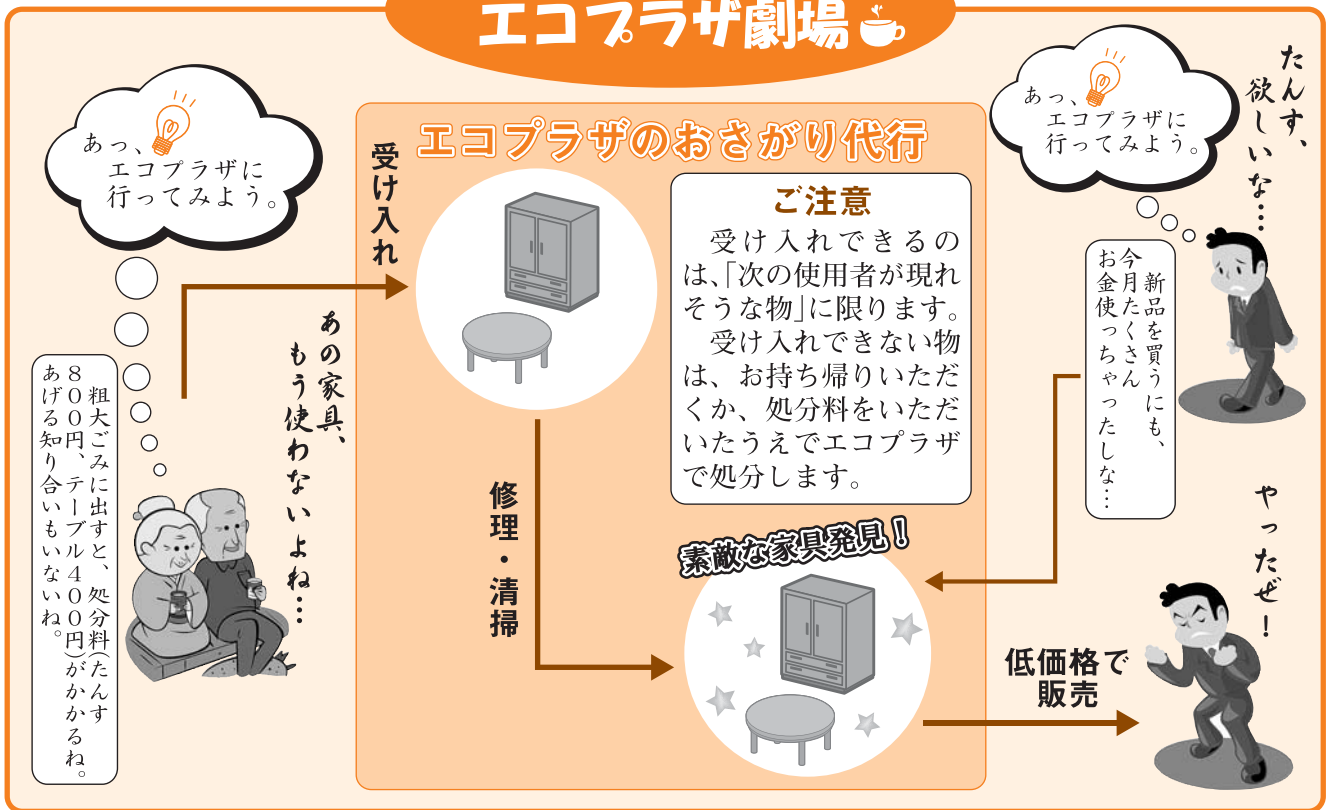 エコプラザ劇場
あっ、
エコプラザに
行ってみよう。
あの家具、
もう使わないよね…
粗大ごみに出すと、処分料(たんす
８００円、テーブル４００円)がかかるね。
あげる知り合いもいないね。
エコプラザのおさがり代行
受け入れ
ご注意
受け入れできるの
は、「次の使用者が現れ
そうな物」に限ります。
受け入れできない物
は、お持ち帰りいただ
くか、処分料をいただ
いたうえでエコプラザ
で処分します。
修理・清掃
素敵な家具発見！
低価格で
販売
たんす、
欲しいな…
あっ、
エコプラザに
行ってみよう。
新品を買うにも、
今月たくさん
お金使っちゃったしな…
やったぜ！